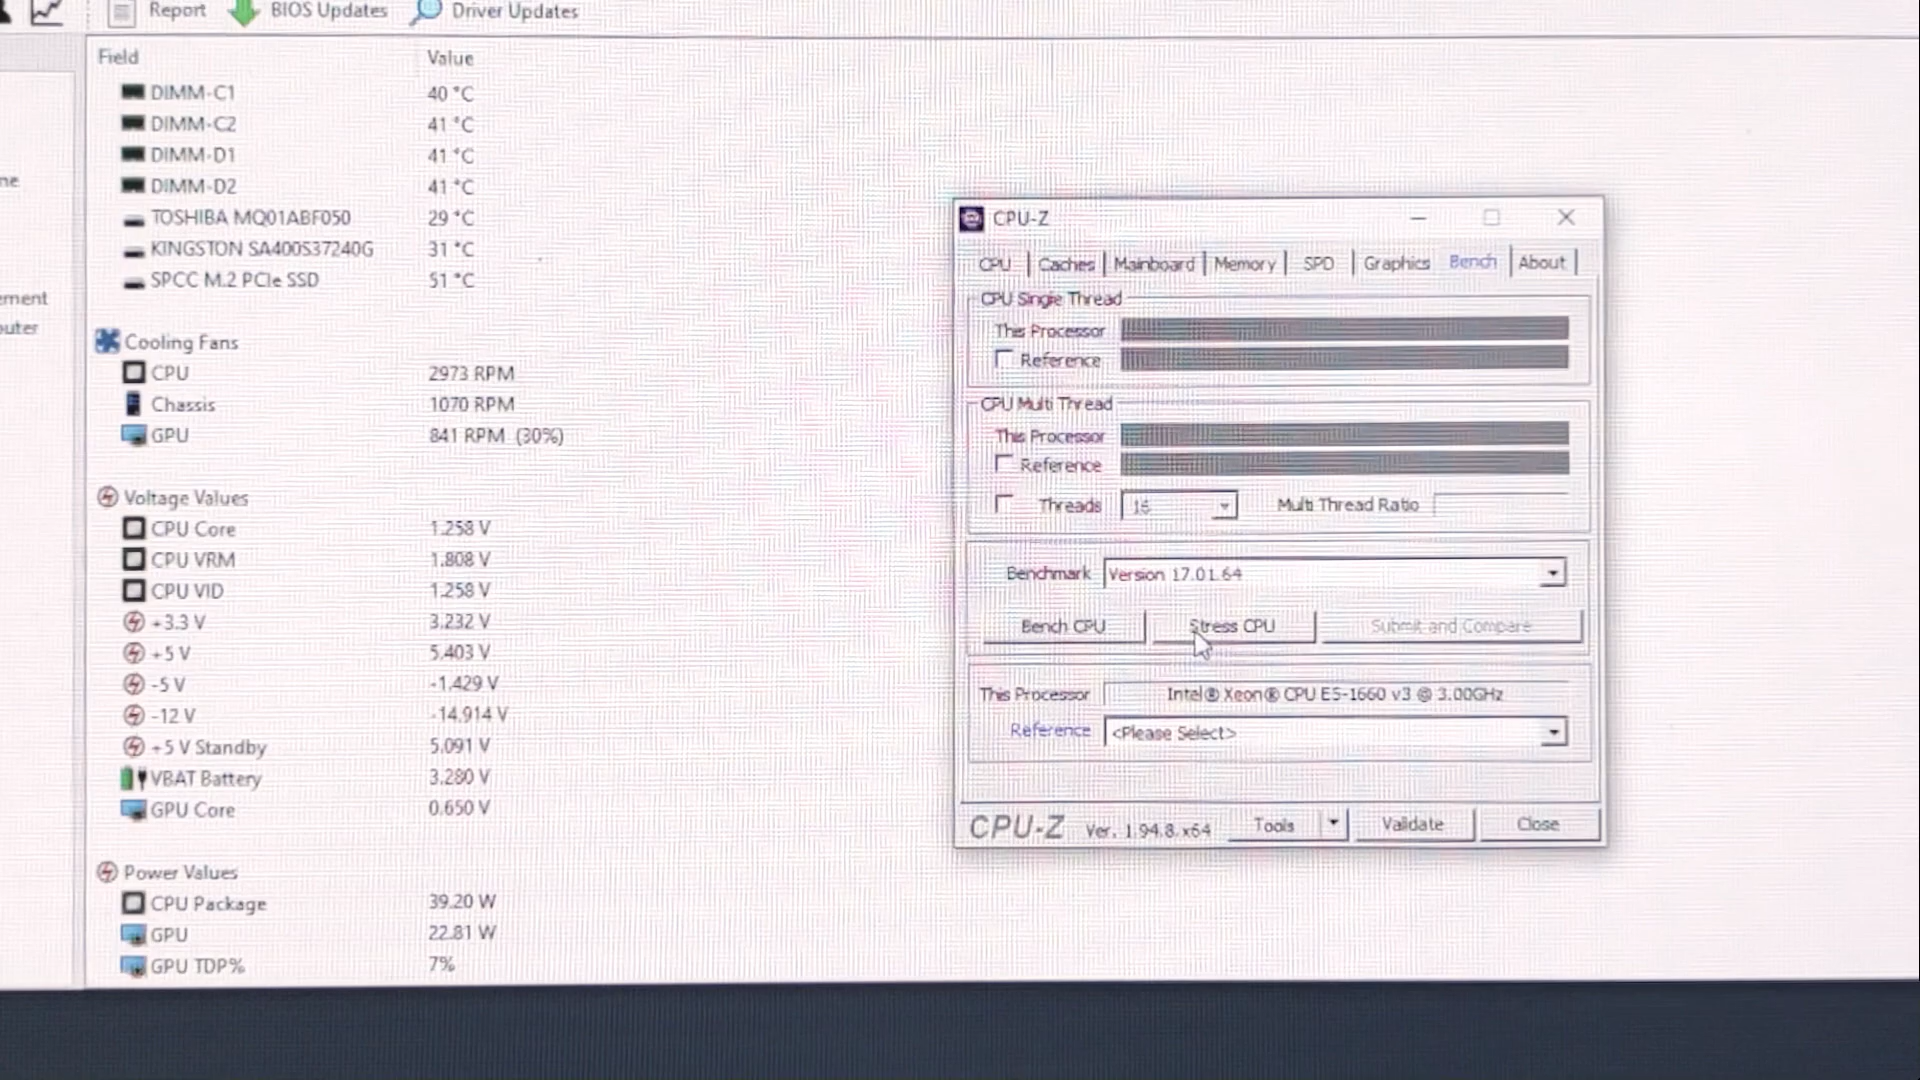 Report BIOS Updates Driver Updates
Field Value
DIMM-C1 40 °C
DIMM-C2 41 °C
DIMM-D1 41 °C
DIMM-D2 41 °C
TOSHIBA MQ01ABF050 29 °C
KINGSTON SA400S37240G 31 °C
SPCC M.2 PCIe SSD 51 °C
Cooling Fans
CPU 2973 RPM
Chassis 1070 RPM
GPU 841 RPM (30%)
Voltage Values
CPU Core 1.258 V
CPU VRM 1.808 V
CPU VID 1.258 V
+3.3 V 3.232 V
+5 V 5.403 V
-5 V -1.429 V
-12 V -14.914 V
+5 V Standby 5.091 V
VBAT Battery 3.280 V
GPU Core 0.650 V
Power Values
CPU Package 39.20 W
GPU 22.81 W
GPU TDP% 7%
ne
ement
outer
CPU-Z
CPU Caches Mainboard Memory SPD Graphics Bench About
CPU Single Thread
This Processor
Reference
CPU Multi Thread
This Processor
Reference
Threads 16 Multi Thread Ratio
Benchmark Version 17.01.64
Bench CPU Stress CPU Submit and Compare
This Processor Intel® Xeon® CPU E5-1660 v3 @ 3.00GHz
Reference <Please Select>
CPU-Z Ver. 1.94.8.x64 Tools Validate Close